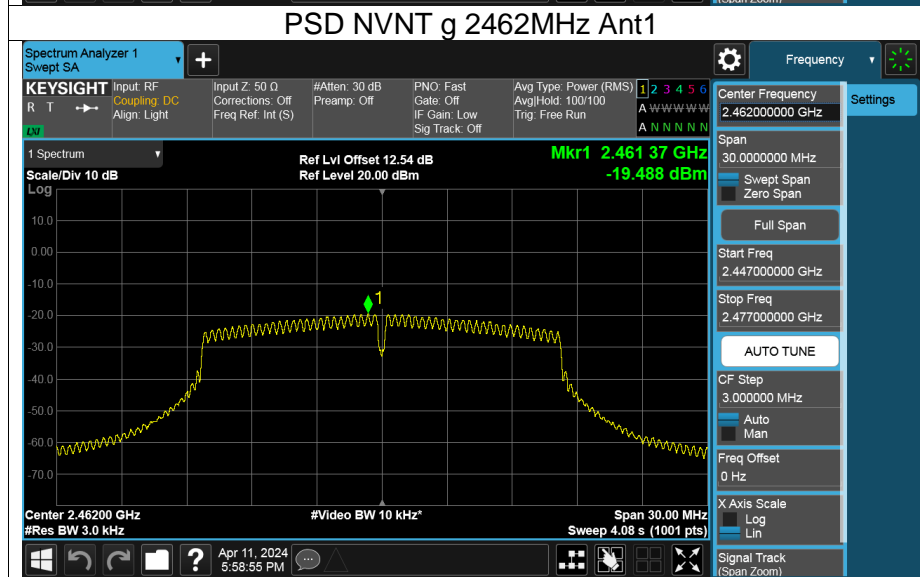 (Span Zoom)
PSD NVNT g 2462MHz Ant1
Spectrum Analyzer 1
Swept SA
+
Frequency
KEYSIGHT
R T
LXI
Input: RF
Coupling: DC
Align: Light
Input Z: 50 Ω
Corrections: Off
Freq Ref: Int (S)
#Atten: 30 dB
Preamp: Off
PNO: Fast
Gate: Off
IF Gain: Low
Sig Track: Off
Avg Type: Power (RMS)
Avg|Hold: 100/100
Trig: Free Run
1 2 3 4 5 6
A W W W W W
A N N N N N
1 Spectrum
Scale/Div 10 dB
Log
Ref Lvl Offset 12.54 dB
Ref Level 20.00 dBm
Mkr1 2.461 37 GHz
-19.488 dBm
10.0
0.00
-10.0
-20.0
-30.0
-40.0
-50.0
-60.0
-70.0
1
Center 2.46200 GHz
#Res BW 3.0 kHz
#Video BW 10 kHz*
Span 30.00 MHz
Sweep 4.08 s (1001 pts)
Center Frequency
2.462000000 GHz
Settings
Span
30.0000000 MHz
Swept Span
Zero Span
Full Span
Start Freq
2.447000000 GHz
Stop Freq
2.477000000 GHz
AUTO TUNE
CF Step
3.000000 MHz
Auto
Man
Freq Offset
0 Hz
X Axis Scale
Log
Lin
Signal Track
(Span Zoom)
?
Apr 11, 2024
5:58:55 PM